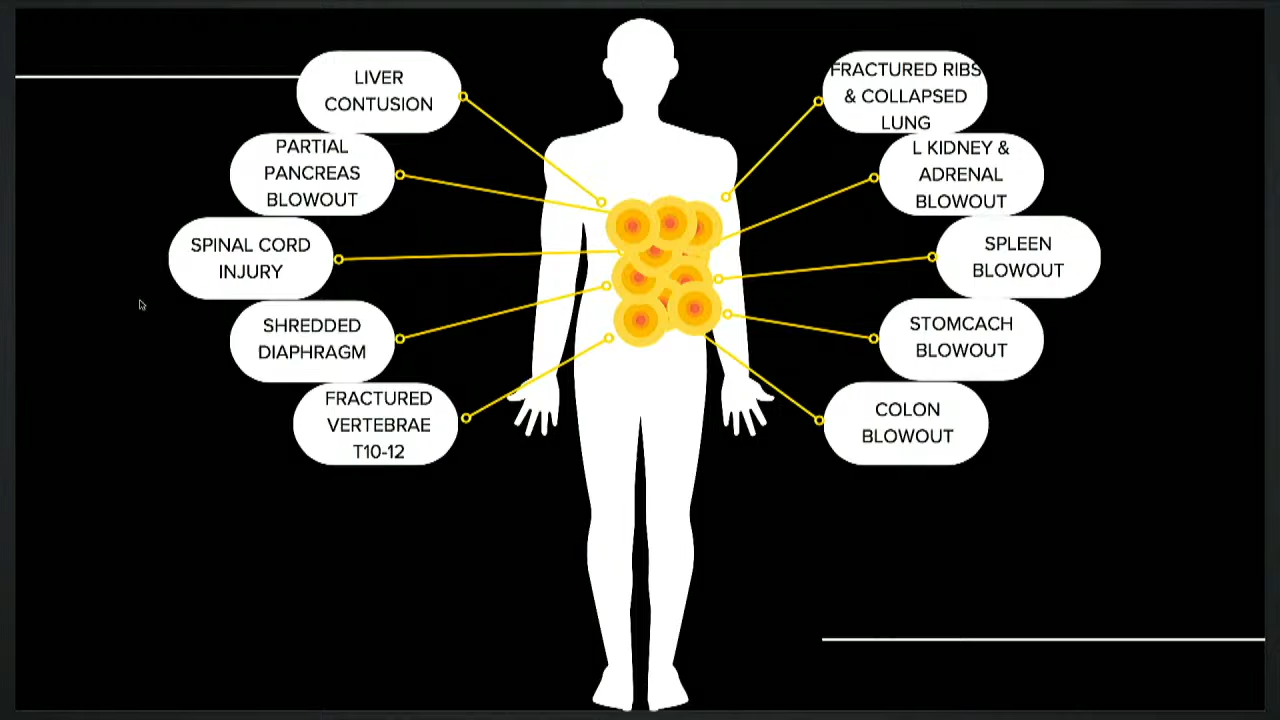 LIVER
CONTUSION
PARTIAL
PANCREAS
BLOWOUT
SPINAL CORD
INJURY
SHREDDED
DIAPHRAGM
FRACTURED
VERTEBRAE
T10-12
FRACTURED RIBS
& COLLAPSED
LUNG
L KIDNEY &
ADRENAL
BLOWOUT
SPLEEN
BLOWOUT
STOMCACH
BLOWOUT
COLON
BLOWOUT